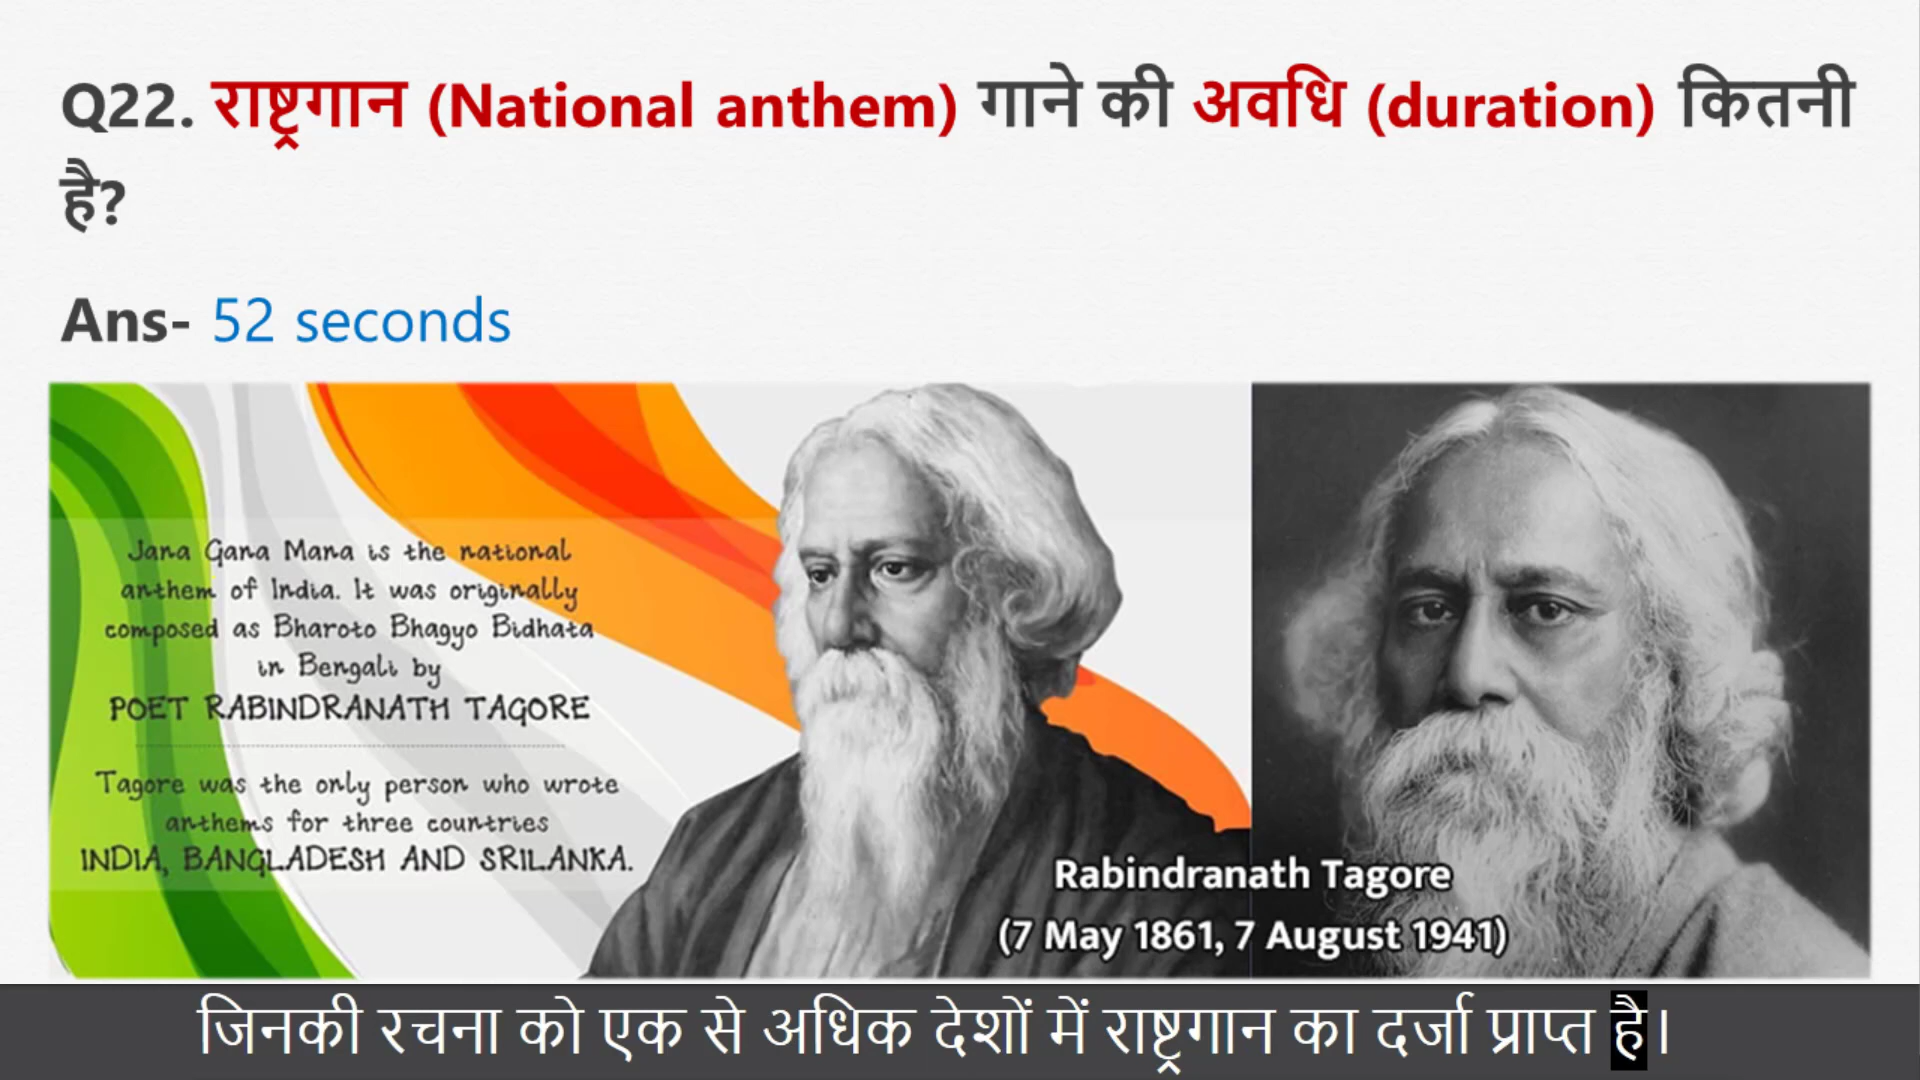 Q22. राष्ट्रगान (National anthem) गाने की अवधि (duration) कितनी
है?
Ans- 52 seconds
Jana Gana Mana is the national
anthem of India. It was originally
composed as Bharoto Bhagyo Bidhata
in Bengali by
POET RABINDRANATH TAGORE
Tagore was the only person who wrote
anthems for three countries
INDIA, BANGLADESH AND SRILANKA.
Rabindranath Tagore
(7 May 1861, 7 August 1941)
जिनकी रचना को एक से अधिक देशों में राष्ट्रगान का दर्जा प्राप्त है।